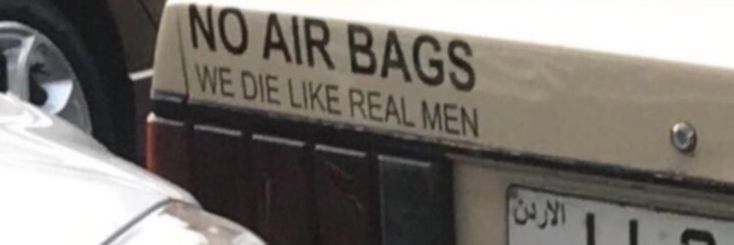 NO AIR BAGS
WE DIE LIKE REAL MEN
الاردن